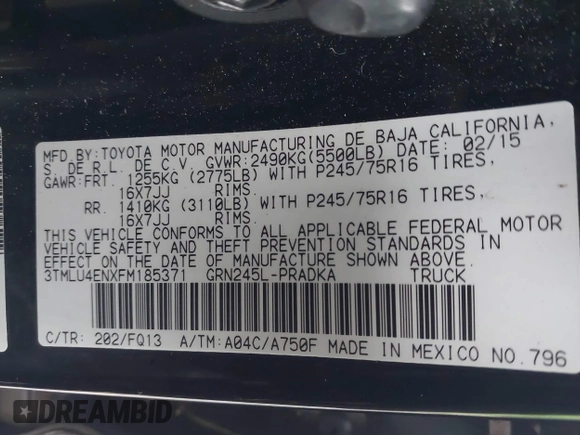 MFD.BY:TOYOTA MOTOR MANUFACTURING DE BAJA CALIFORNIA,
S. DE R.L. DE C.V. GVWR:2490KG(5500LB) DATE: 02/15
GAWR:FRT. 1255KG (2775LB) WITH P245/75R16 TIRES,
16X7JJ RIMS.
RR. 1410KG (3110LB) WITH P245/75R16 TIRES,
16X7JJ RIMS.
THIS VEHICLE CONFORMS TO ALL APPLICABLE FEDERAL MOTOR
VEHICLE SAFETY AND THEFT PREVENTION STANDARDS IN
EFFECT ON THE DATE OF MANUFACTURE SHOWN ABOVE.
3TMLU4ENXFM185371 GRN245L-PRADKA TRUCK
C/TR: 202/FQ13 A/TM:A04C/A750F MADE IN MEXICO NO.796
DREAMBID